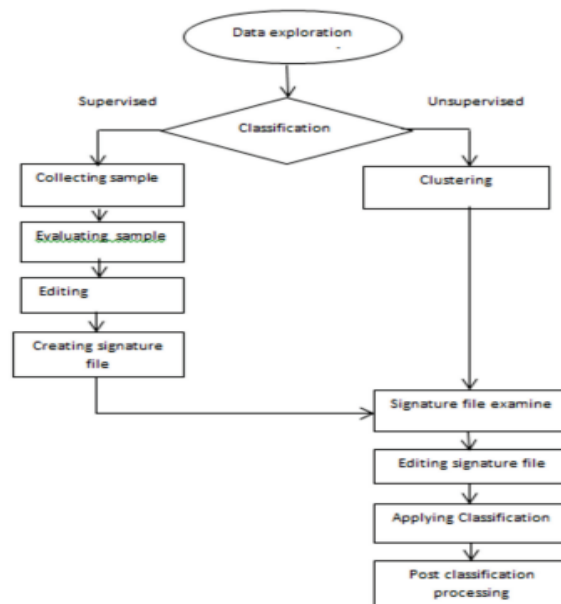 Data exploration
Supervised
Unsupervised
Classification
Collecting sample
Clustering
Evaluating sample
Editing
Creating signature
file
Signature file examine
Editing signature file
Applying Classification
Post classification
processing